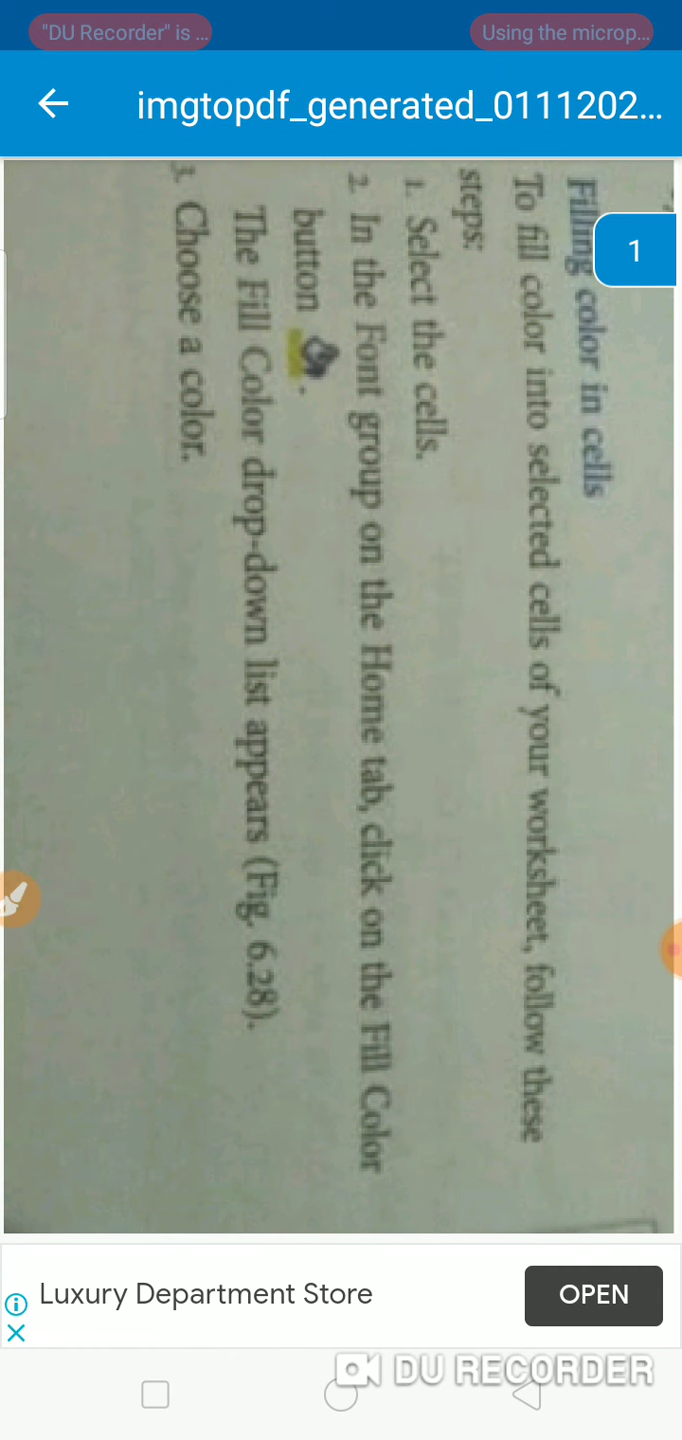 "DU Recorder" is ...
Using the microp...
imgtopdf_generated_0111202...
1
Filling color in cells
To fill color into selected cells of your worksheet, follow these
steps:
1. Select the cells.
2. In the Font group on the Home tab, click on the Fill Color
button .
The Fill Color drop-down list appears (Fig. 6.28).
3. Choose a color.
Luxury Department Store
OPEN
DU RECORDER